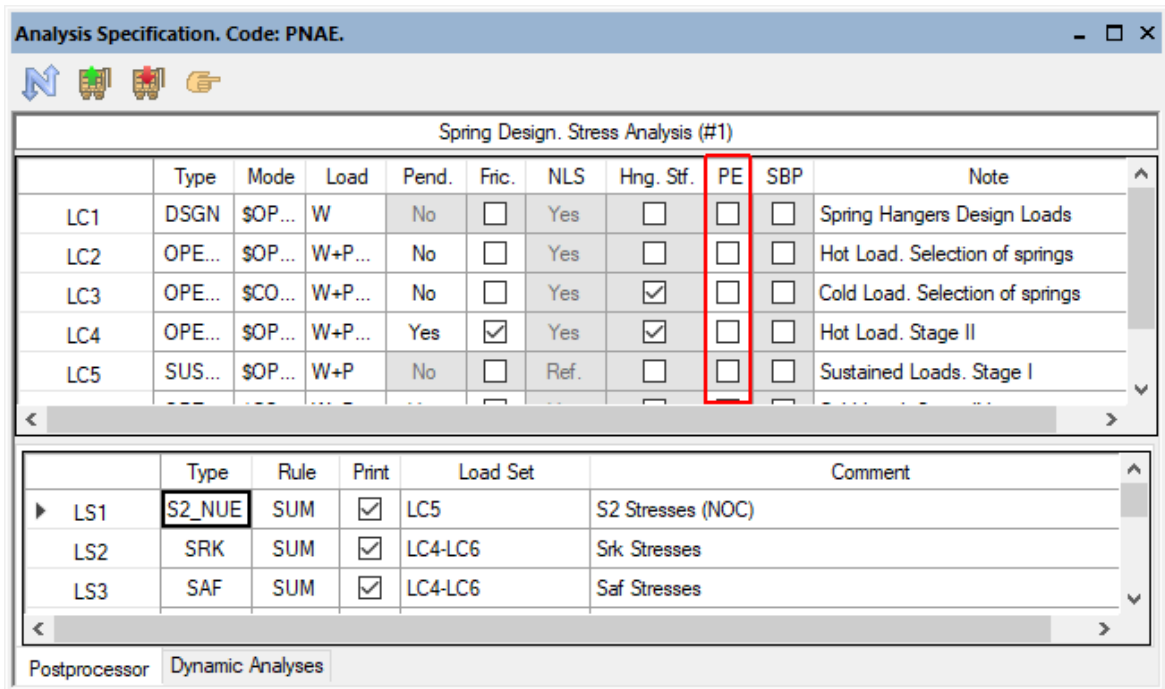 Analysis Specification. Code: PNAE.
Spring Design. Stress Analysis (#1)
Type Mode Load Pend. Fric. NLS Hng. Stf. PE SBP Note
LC1 DSGN $OP... W No Yes Spring Hangers Design Loads
LC2 OPE... $OP... W+P... No Yes Hot Load. Selection of springs
LC3 OPE... $CO... W+P... No Yes Cold Load. Selection of springs
LC4 OPE... $OP... W+P... Yes Yes Hot Load. Stage II
LC5 SUS... $OP... W+P No Ref. Sustained Loads. Stage I
Type Rule Print Load Set Comment
LS1 S2_NUE SUM LC5 S2 Stresses (NOC)
LS2 SRK SUM LC4-LC6 Srk Stresses
LS3 SAF SUM LC4-LC6 Saf Stresses
Postprocessor Dynamic Analyses